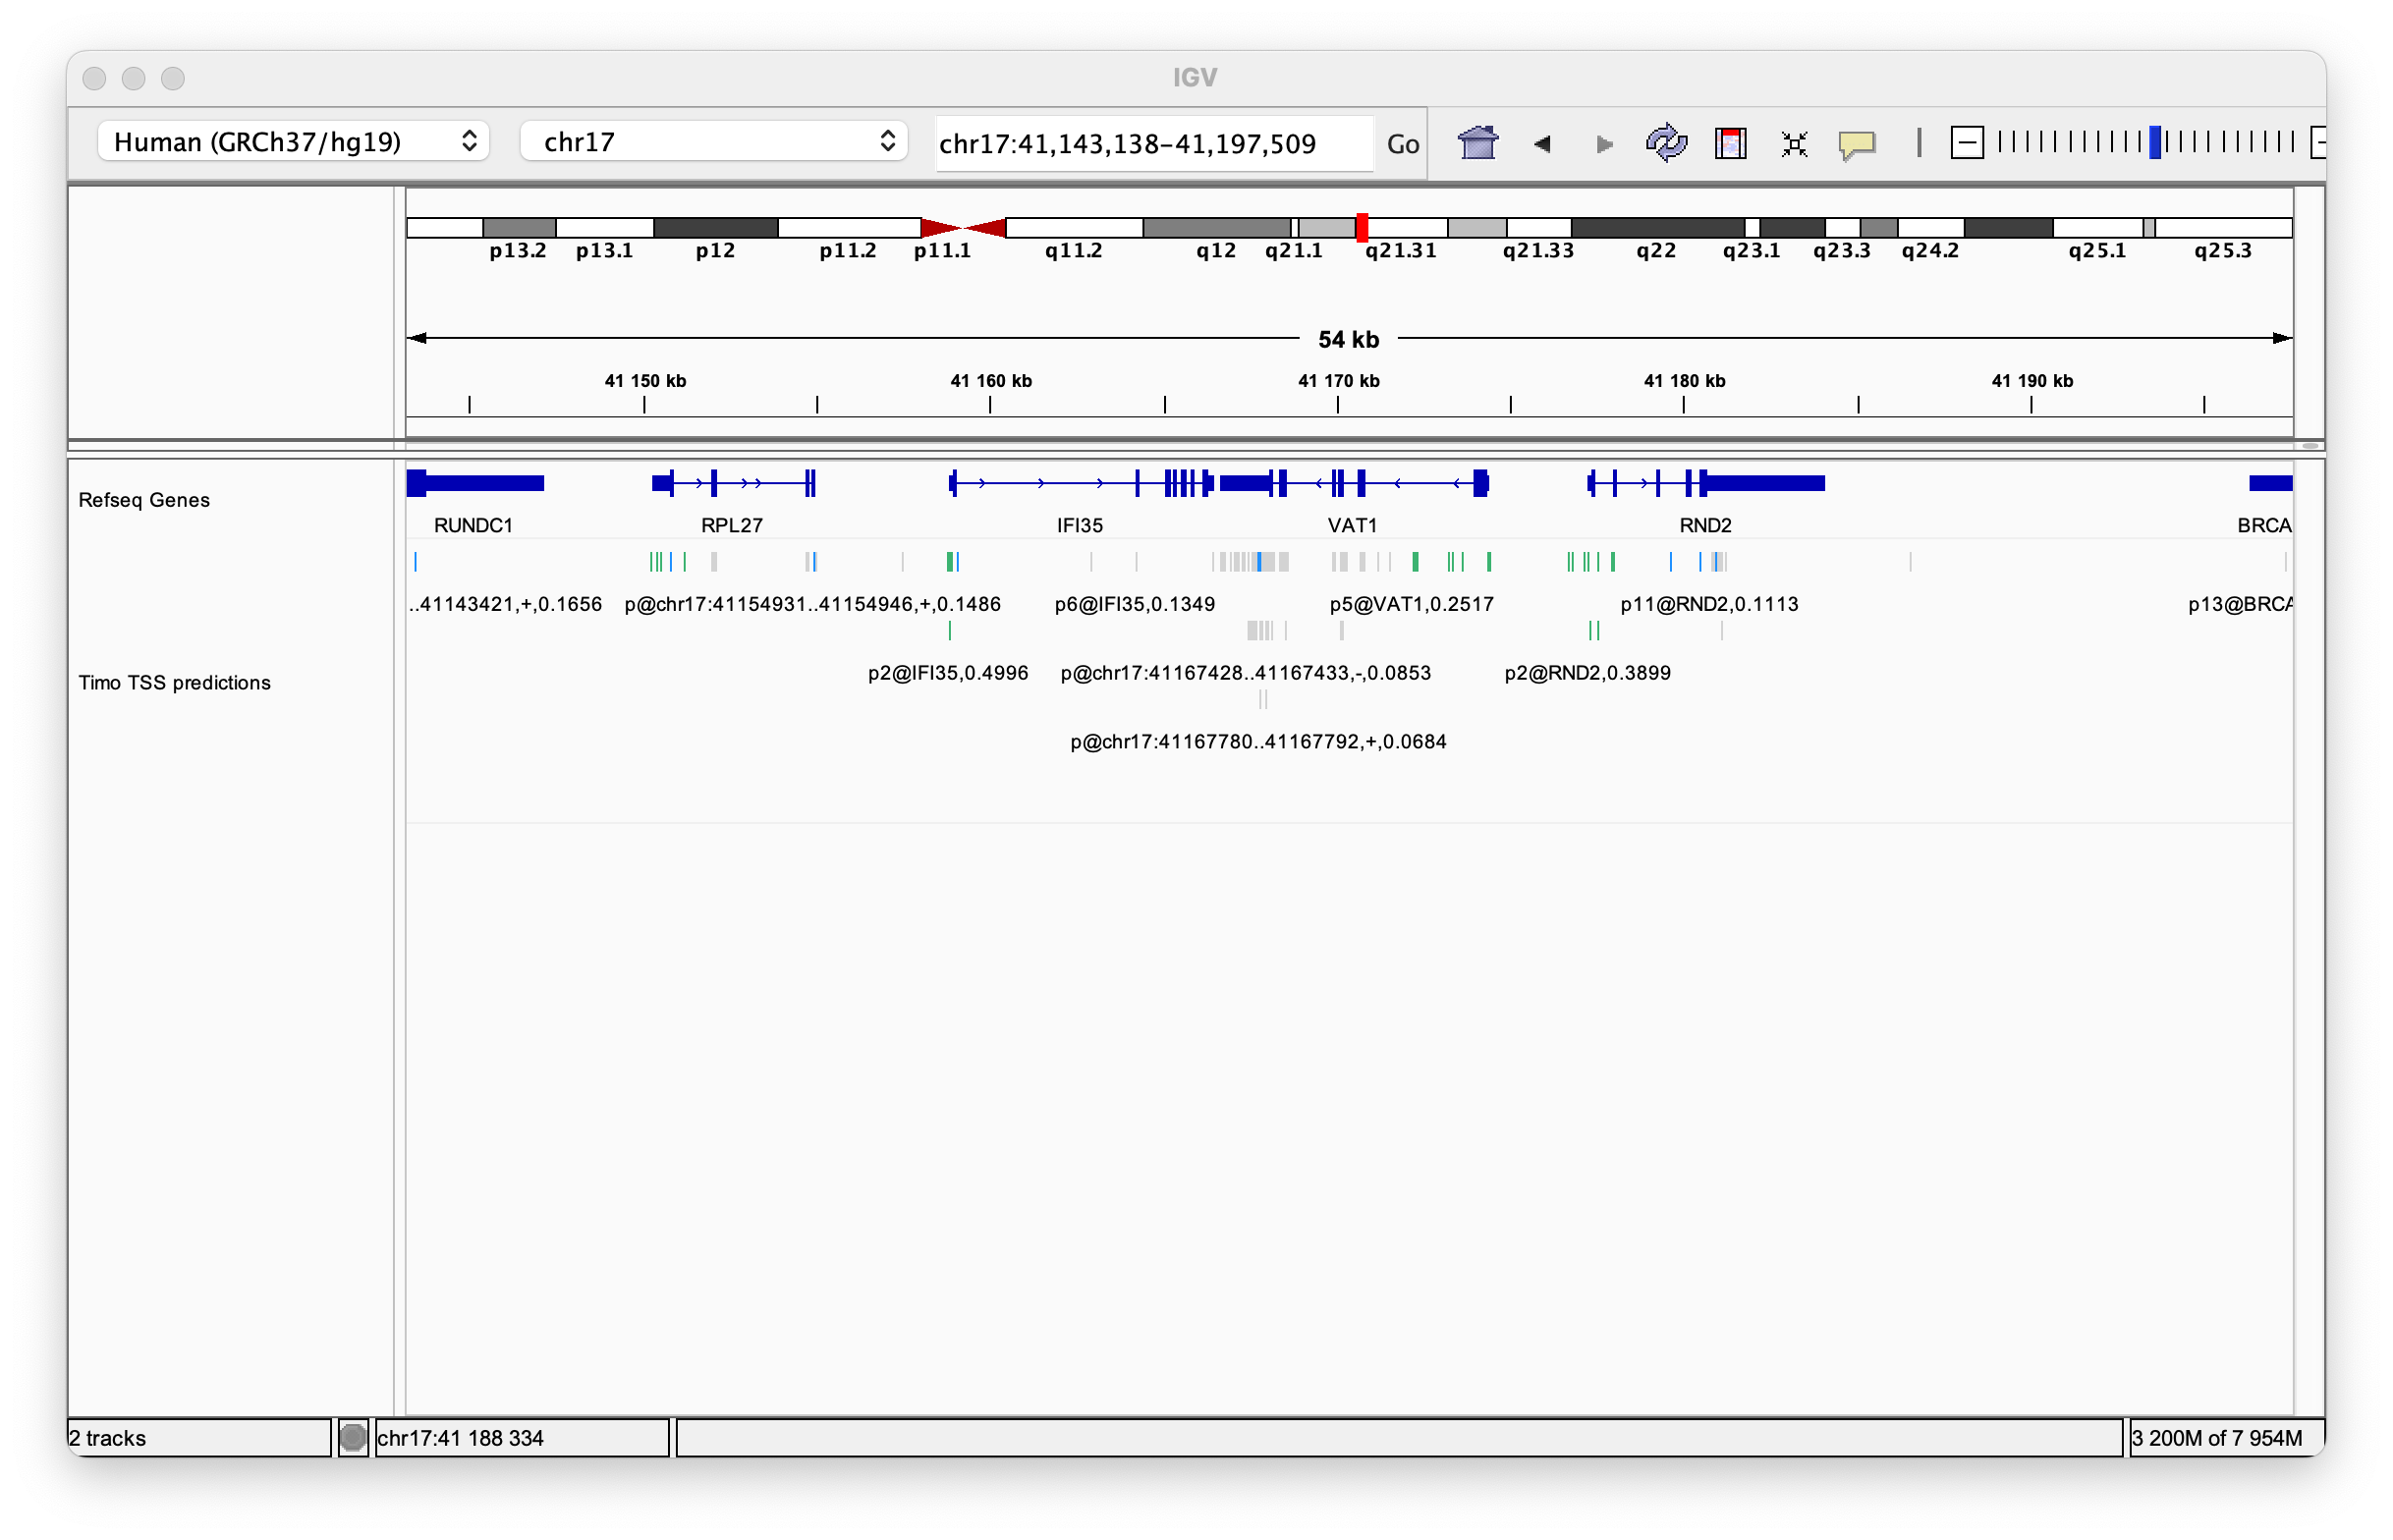 IGV
Human (GRCh37/hg19) chr17 chr17:41,143,138-41,197,509 Go
p13.2 p13.1 p12 p11.2 p11.1 q11.2 q12 q21.1 q21.31 q21.33 q22 q23.1 q23.3 q24.2 q25.1 q25.3
54 kb
41 150 kb 41 160 kb 41 170 kb 41 180 kb 41 190 kb
Refseq Genes
RUNDC1 RPL27 IFI35 VAT1 RND2 BRCA
..41143421,+,0.1656 p@chr17:41154931..41154946,+,0.1486 p6@IFI35,0.1349 p5@VAT1,0.2517 p11@RND2,0.1113 p13@BRCA
p2@IFI35,0.4996 p@chr17:41167428..41167433,-,0.0853 p2@RND2,0.3899
Timo TSS predictions
p@chr17:41167780..41167792,+,0.0684
2 tracks chr17:41 188 334 3 200M of 7 954M